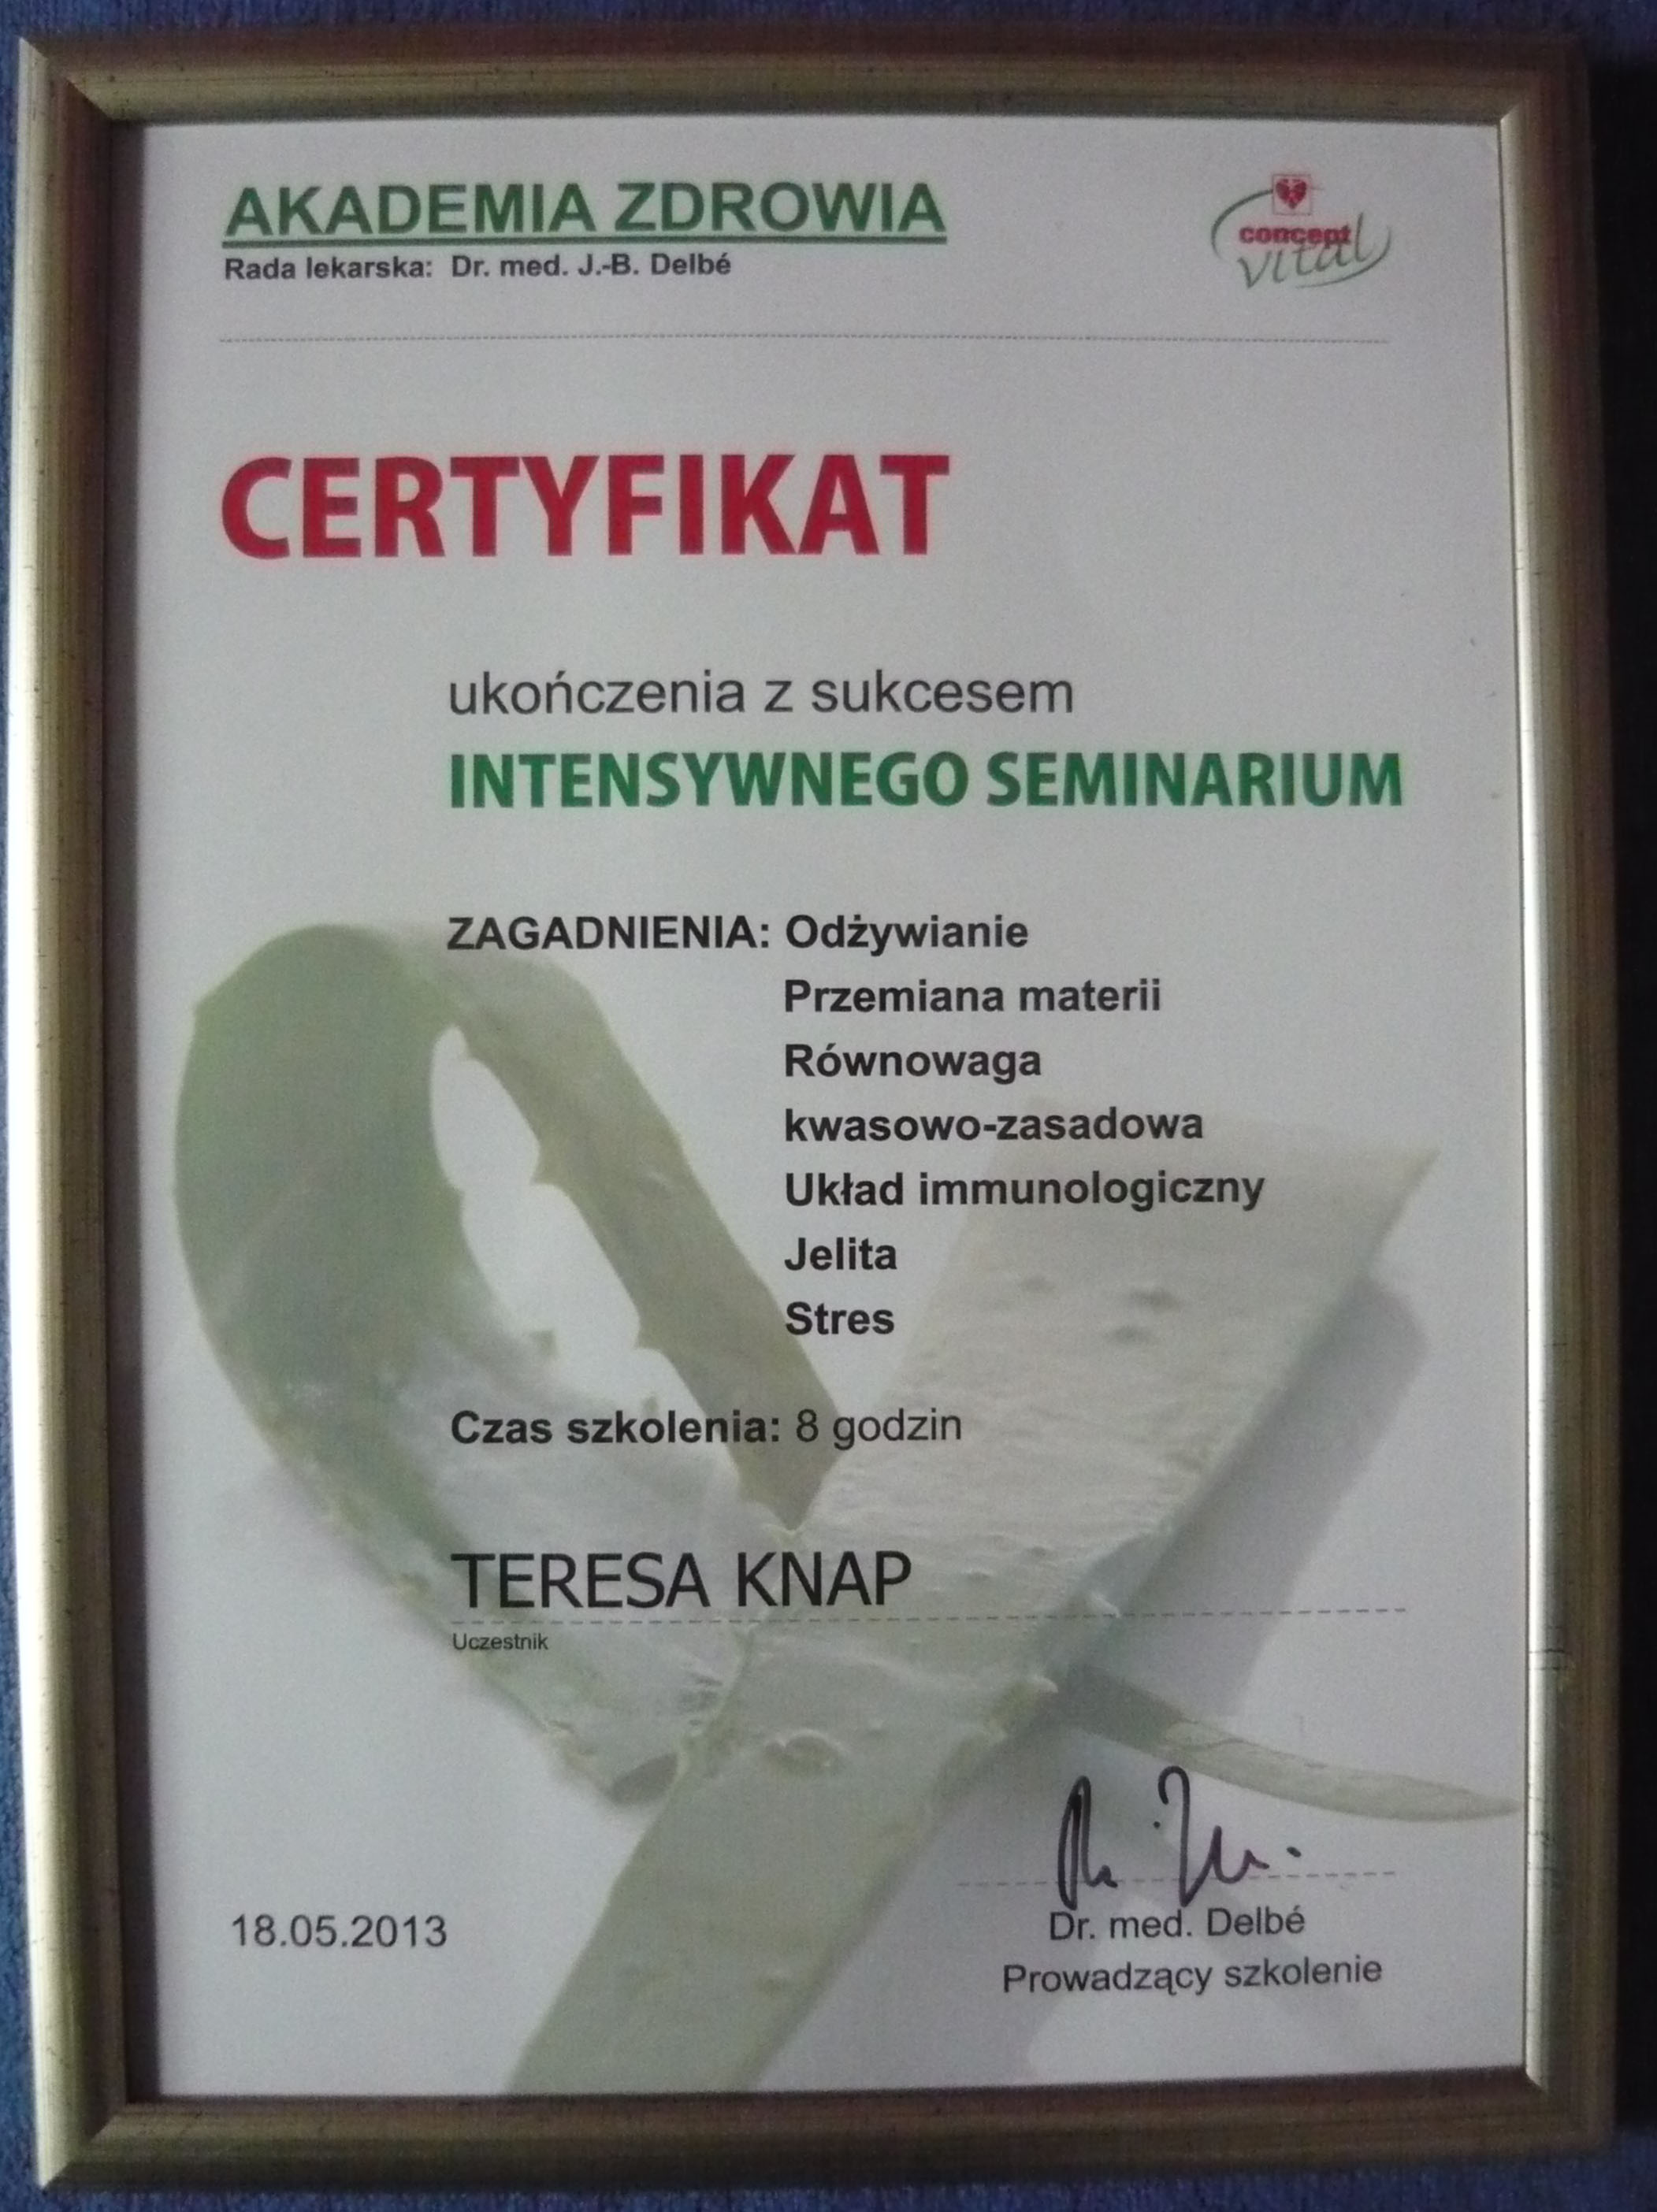 AKADEMIA ZDROWIA
Rada lekarska: Dr. med. J.-B. Delbé
concept
vital
CERTYFIKAT
ukończenia z sukcesem
INTENSYWNEGO SEMINARIUM
ZAGADNIENIA: Odżywianie
Przemiana materii
Równowaga
kwasowo-zasadowa
Układ immunologiczny
Jelita
Stres
Czas szkolenia: 8 godzin
TERESA KNAP
Uczestnik
18.05.2013
Dr. med. Delbé
Prowadzący szkolenie